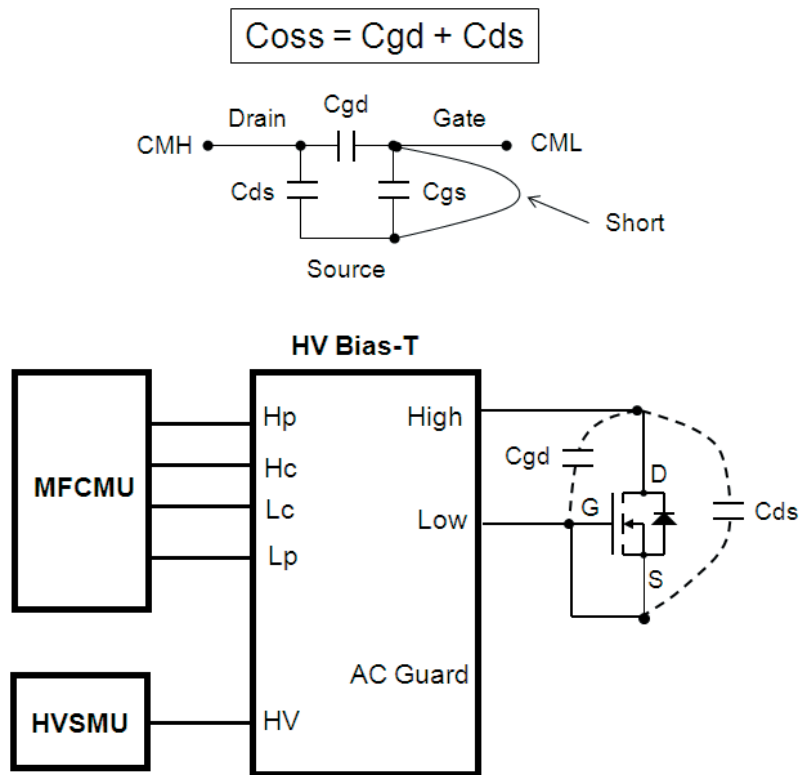 Coss = Cgd + Cds
Cgd
Drain
Gate
CMH
CML
Cds
Cgs
Short
Source
HV Bias-T
MFCMU
Hp
Hc
Lc
Lp
High
Low
AC Guard
HVSMU
HV
Cgd
D
G
S
Cds